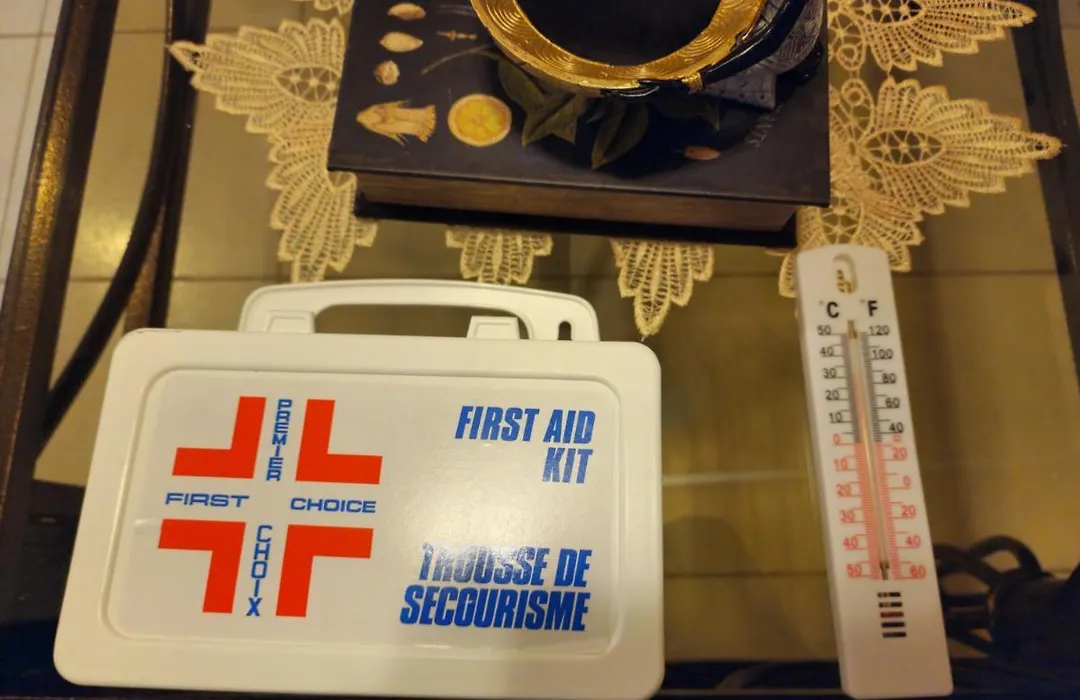 PREMIER
FIRST CHOICE
CHOIX
FIRST AID
KIT
TROUSSE DE
SECOURISME
°C °F
50 120
40 100
30 80
20 60
10 40
0
10 20
20 0
30 20
40 40
50 60